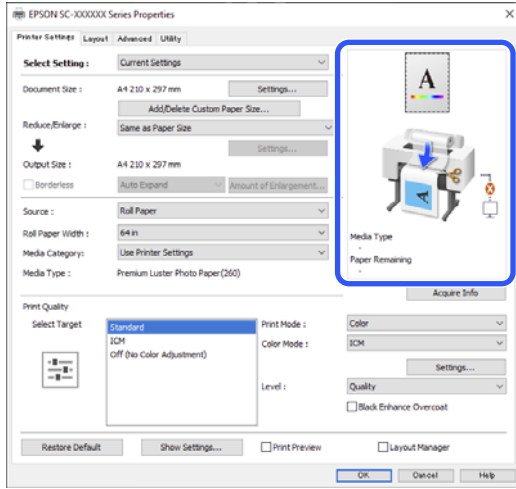 EPSON SC-XXXXXX Series Properties
Printer Settings Layout Advanced Utility
Select Setting : Current Settings
Document Size : A4 210 x 297 mm Settings...
Add/Delete Custom Paper Size...
Reduce/Enlarge : Same as Paper Size
Settings...
Output Size : A4 210 x 297 mm
Borderless Auto Expand Amount of Enlargement...
Source : Roll Paper
Roll Paper Width : 64 in
Media Category: Use Printer Settings
Media Type : Premium Luster Photo Paper(260)
A
A
Media Type
-
Paper Remaining
-
Acquire Info
Print Quality
Select Target Standard
ICM
Off (No Color Adjustment)
Print Mode : Color
Color Mode : ICM
Settings...
Level : Quality
Black Enhance Overcoat
Restore Default Show Settings... Print Preview Layout Manager
OK Cancel Help